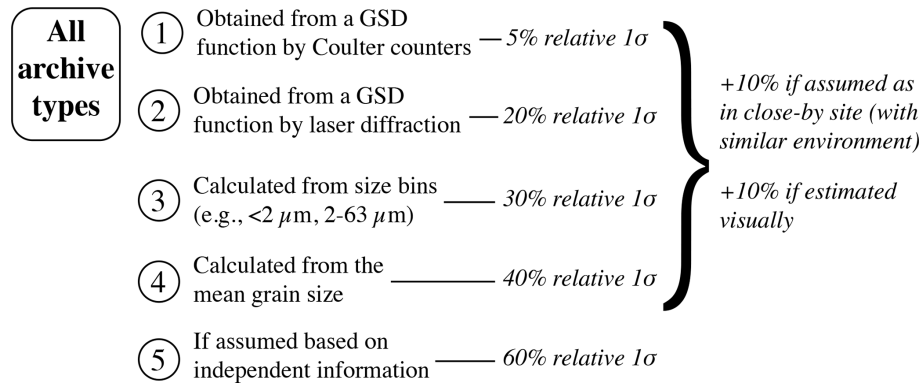 All
archive
types
1 Obtained from a GSD
function by Coulter counters 5% relative 1σ
2 Obtained from a GSD
function by laser diffraction 20% relative 1σ
3 Calculated from size bins
(e.g., <2 μm, 2-63 μm) 30% relative 1σ
4 Calculated from the
mean grain size 40% relative 1σ
5 If assumed based on
independent information 60% relative 1σ
+10% if assumed as
in close-by site (with
similar environment)
+10% if estimated
visually